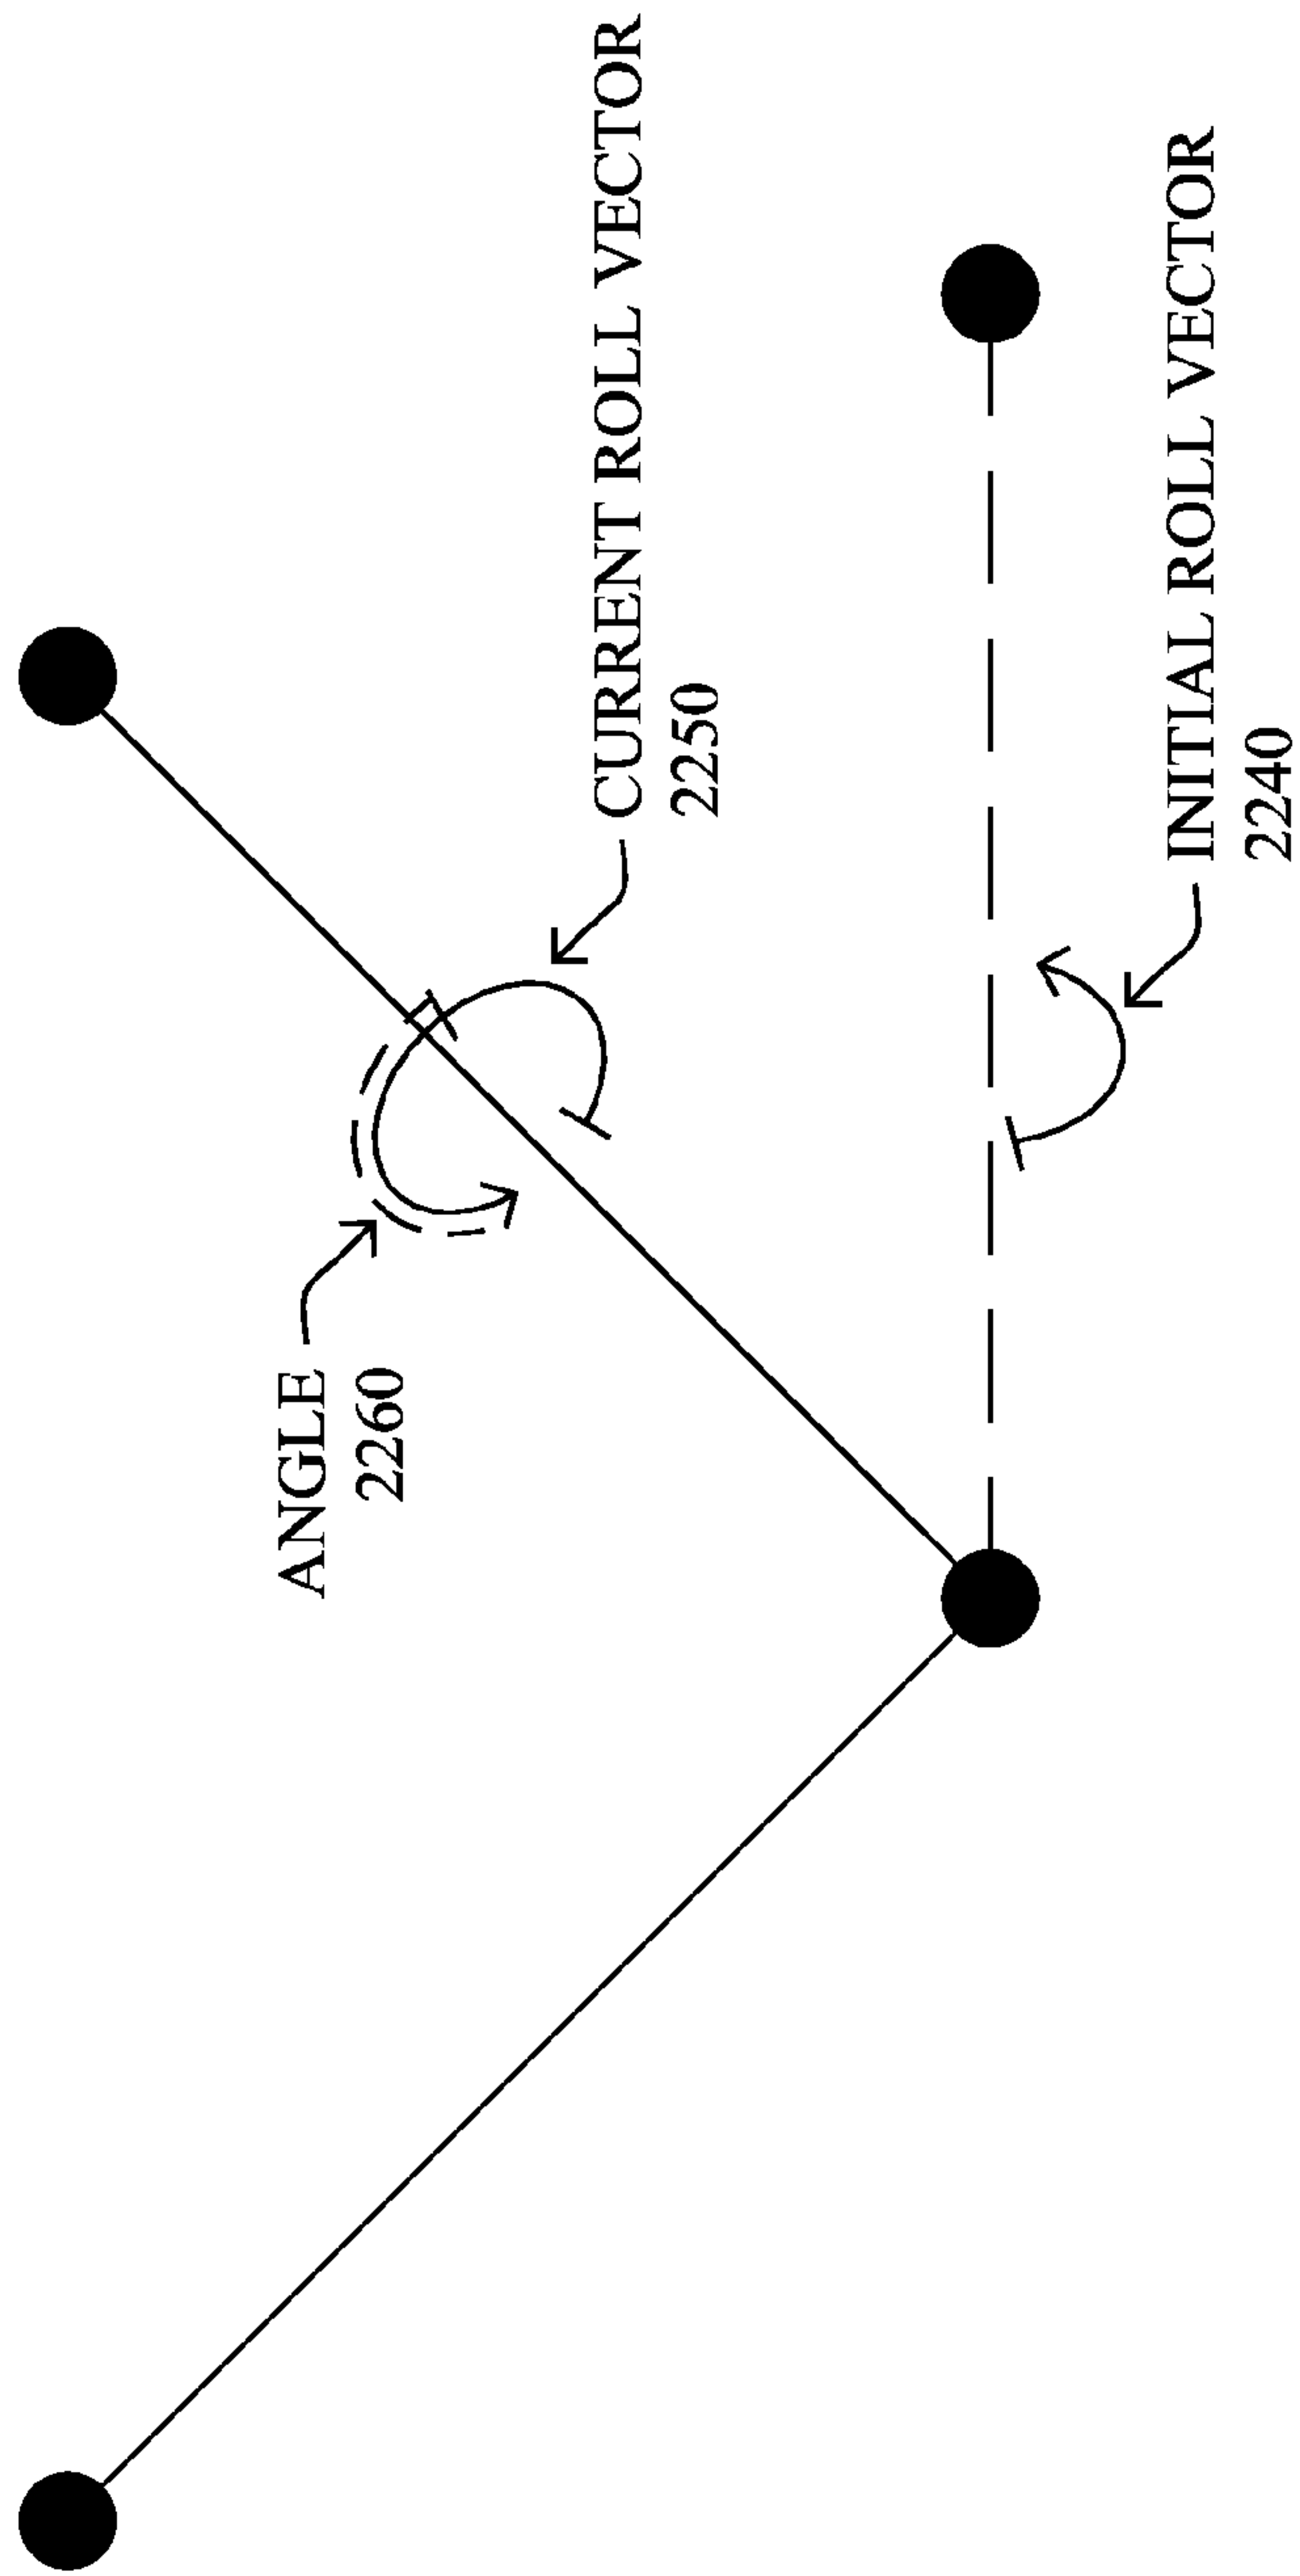 ANGLE
2260
CURRENT ROLL VECTOR
2250
INITIAL ROLL VECTOR
2240